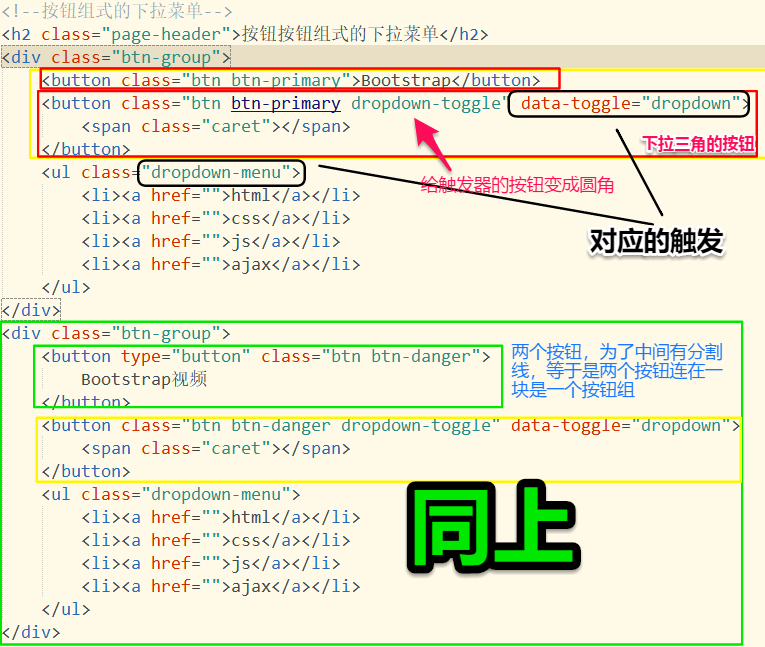 <!--按钮组式的下拉菜单-->
<h2 class="page-header">按钮按钮组式的下拉菜单</h2>
<div class="btn-group">
<button class="btn btn-primary">Bootstrap</button>
<button class="btn btn-primary dropdown-toggle" data-toggle="dropdown">
<span class="caret"></span>
下拉三角的按钮
</button>
<ul class="dropdown-menu">
给触发器的按钮变成圆角
<li><a href="">html</a></li>
<li><a href="">css</a></li>
<li><a href="">js</a></li>
对应的触发
<li><a href="">ajax</a></li>
</ul>
</div>
<div class="btn-group">
<button type="button" class="btn btn-danger">
Bootstrap视频
</button>
两个按钮，为了中间有分割
线，等于是两个按钮连在一
块是一个按钮组
<button class="btn btn-danger dropdown-toggle" data-toggle="dropdown">
<span class="caret"></span>
</button>
<ul class="dropdown-menu">
<li><a href="">html</a></li>
<li><a href="">css</a></li>
<li><a href="">js</a></li>
<li><a href="">ajax</a></li>
同上
</ul>
</div>